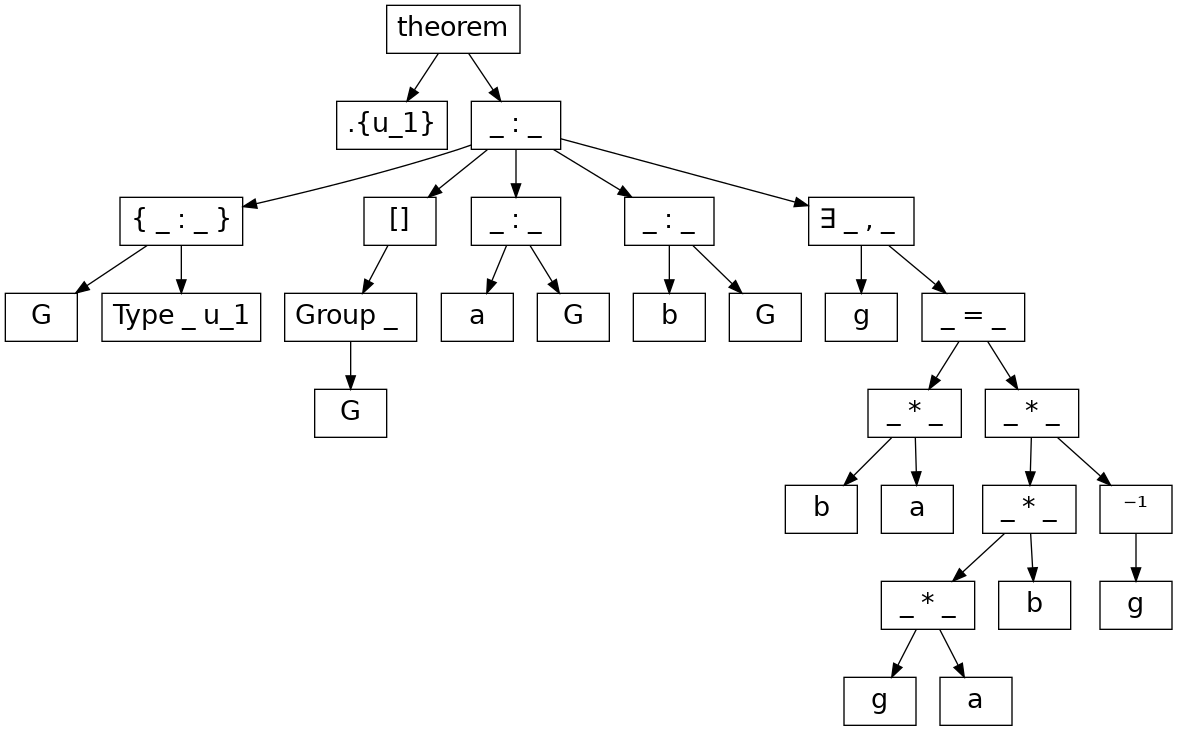 theorem
.{u_1} _ : _
{ _ : _ } [] _ : _ _ : _ ∃ _ , _
G Type _ u_1 Group _ a G b G g _ = _
G _ * _ _ * _
b a _ * _ ⁻¹
_ * _ b g
g a